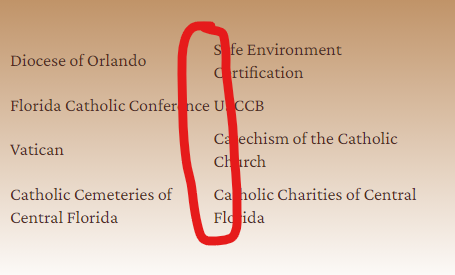 Diocese of Orlando
Safe Environment
Certification
Florida Catholic Conference
USCCB
Vatican
Catechism of the Catholic
Church
Catholic Cemeteries of
Central Florida
Catholic Charities of Central
Florida